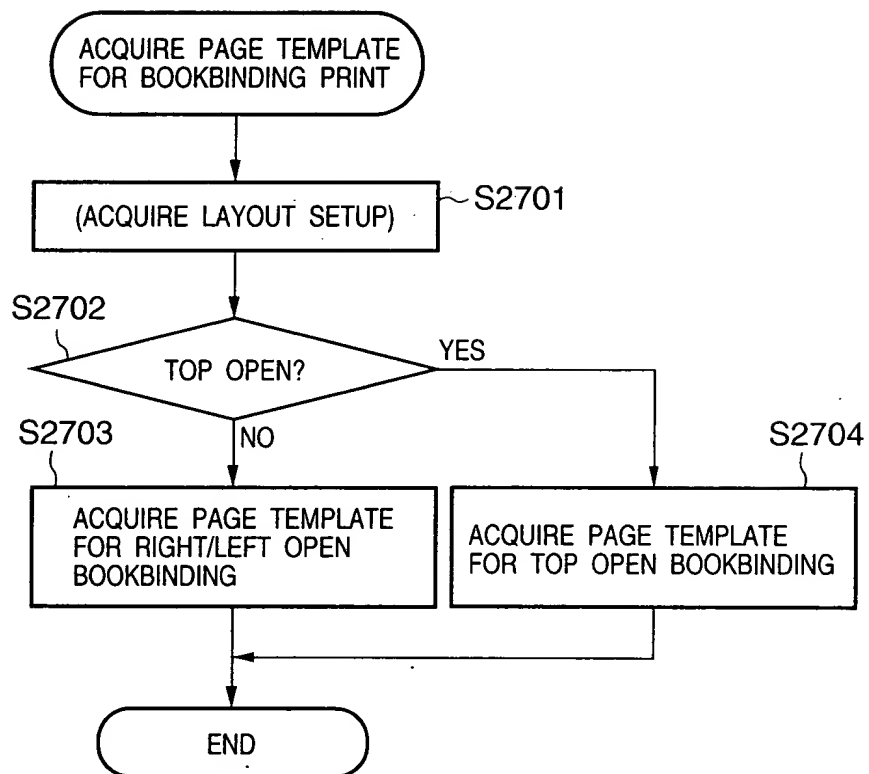 ACQUIRE PAGE TEMPLATE
FOR BOOKBINDING PRINT
(ACQUIRE LAYOUT SETUP)
S2701
S2702
TOP OPEN?
YES
NO
S2703
ACQUIRE PAGE TEMPLATE
FOR RIGHT/LEFT OPEN
BOOKBINDING
S2704
ACQUIRE PAGE TEMPLATE
FOR TOP OPEN BOOKBINDING
END